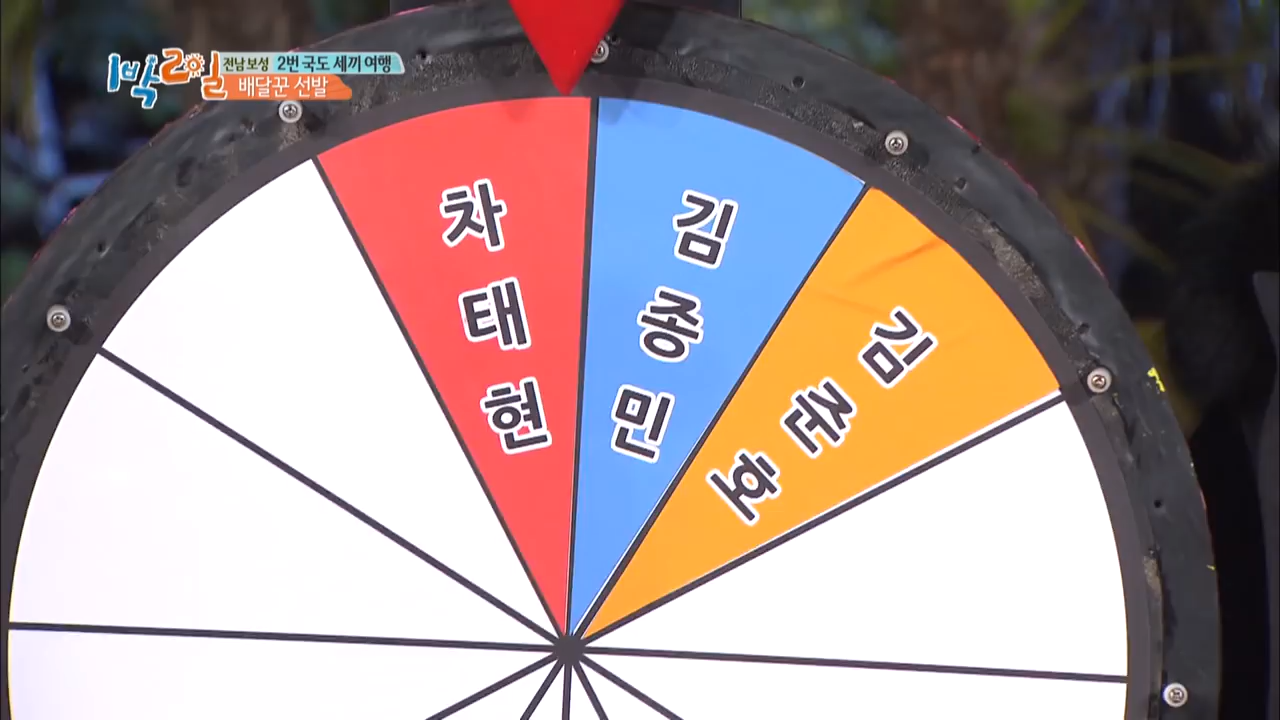 1박2일
전남 보성 2번 국도 세끼 여행
배달꾼 선발
차태현
김종민
김준호